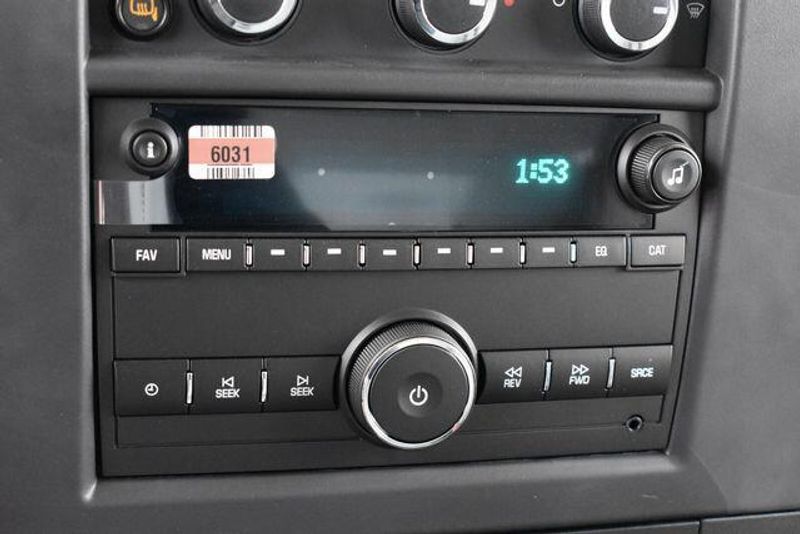 6031
1:53
FAV MENU EQ CAT
SEEK SEEK REV FWD SRCE